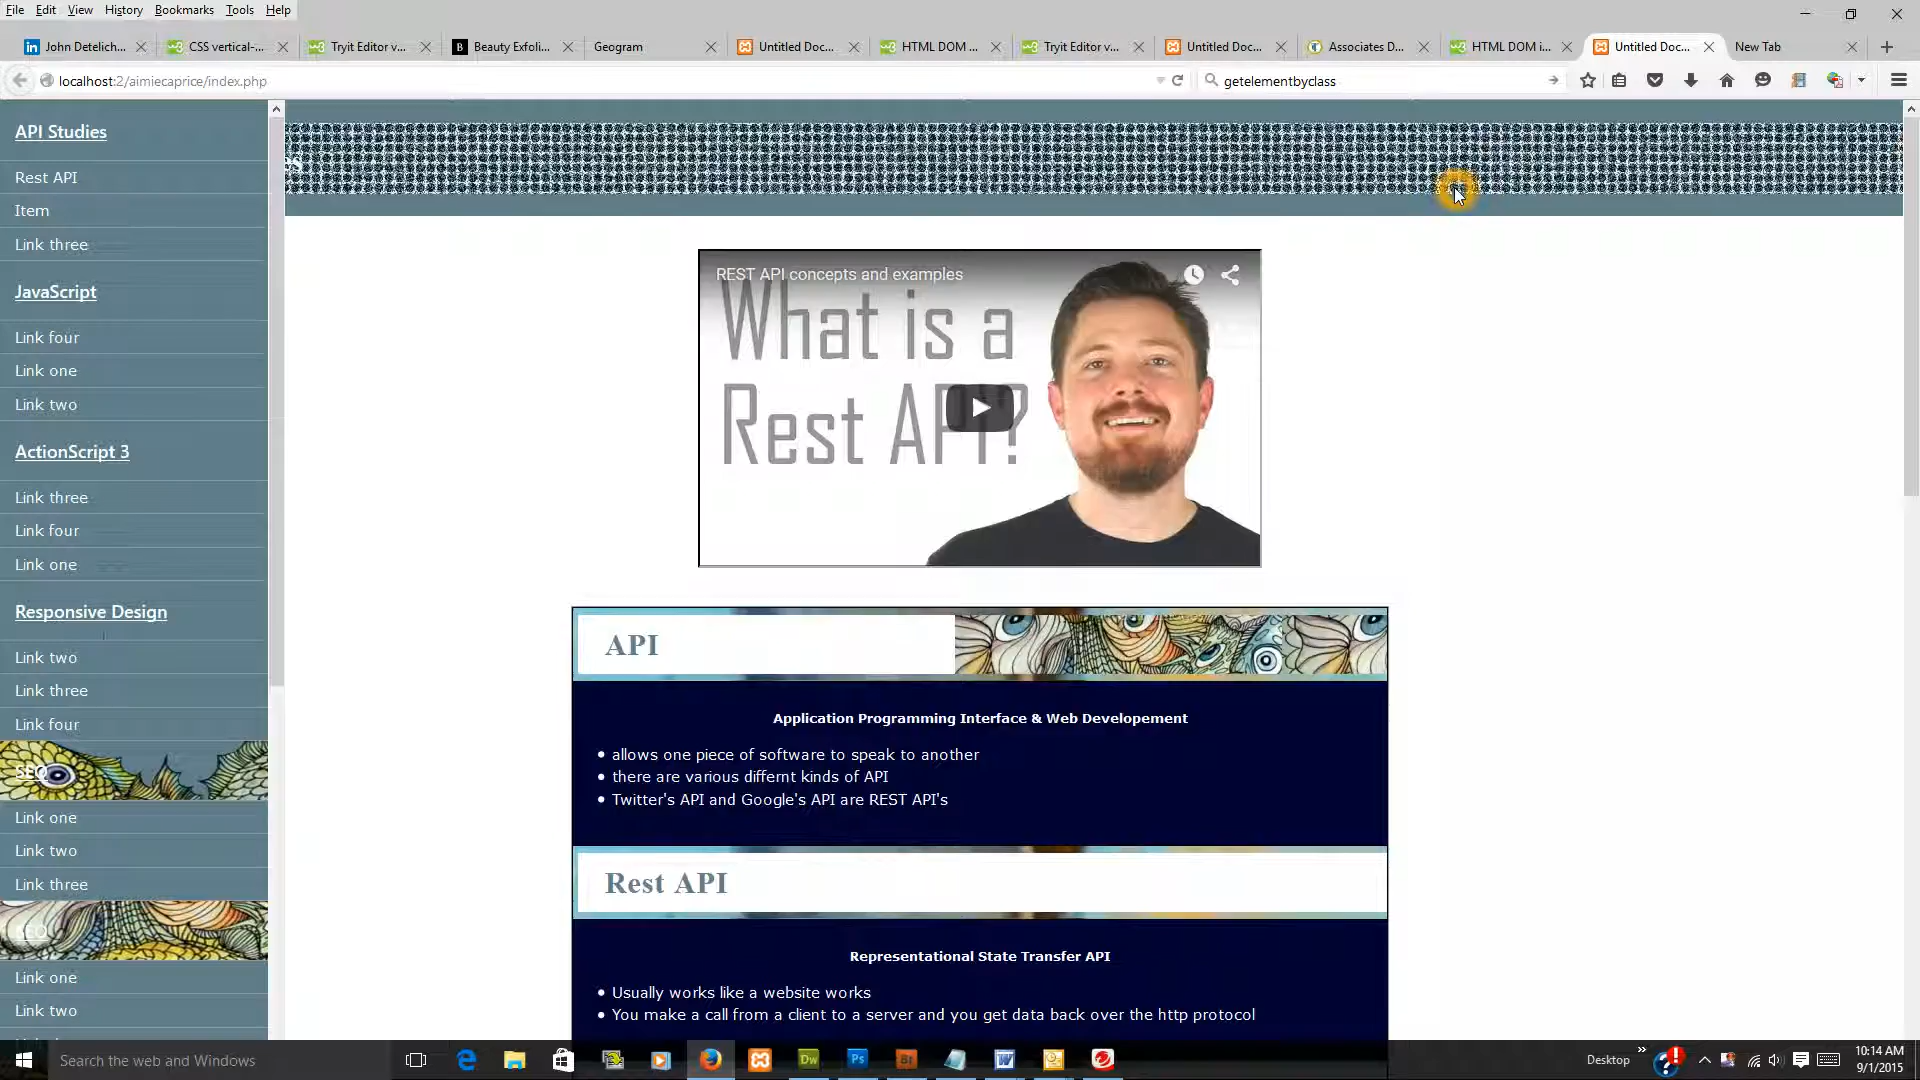 File Edit View History Bookmarks Tools Help
John Detelich... CSS vertical-... Tryit Editor v... Beauty Exfoli... Geogram Untitled Doc... HTML DOM ... Tryit Editor v... Untitled Doc... Associates D... HTML DOM i... Untitled Doc... New Tab
localhost:2/aimiecaprice/index.php getelementbyclass
API Studies
Rest API
Item
Link three
JavaScript
Link four
Link one
Link two
ActionScript 3
Link three
Link four
Link one
Responsive Design
Link two
Link three
Link four
SEO
Link one
Link two
Link three
SEO
Link one
Link two
REST API concepts and examples
What is a
Rest API?
API
Application Programming Interface & Web Developement
• allows one piece of software to speak to another
• there are various differnt kinds of API
• Twitter's API and Google's API are REST API's
Rest API
Representational State Transfer API
• Usually works like a website works
• You make a call from a client to a server and you get data back over the http protocol
Search the web and Windows Dw Ps Br Desktop 10:14 AM
9/1/2015